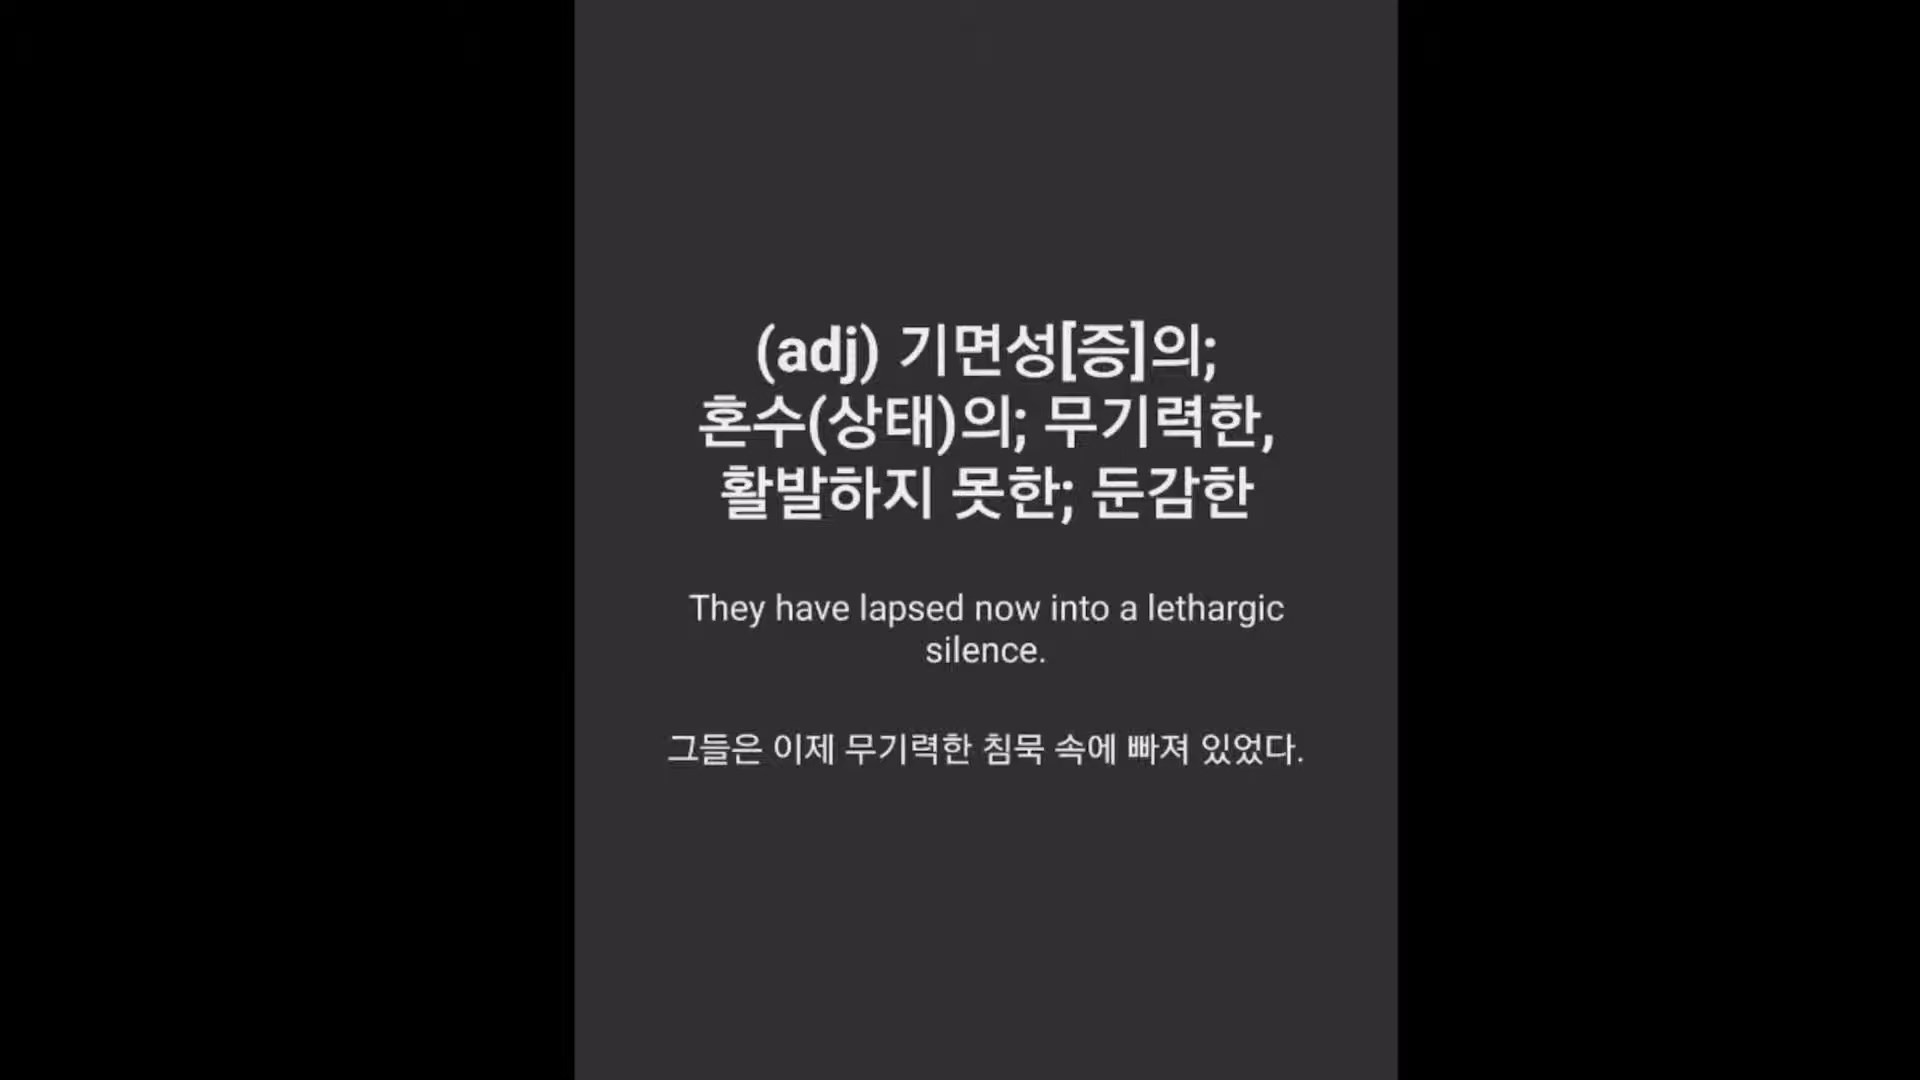 (adj) 기면성[증]의;
혼수(상태)의; 무기력한,
활발하지 못한; 둔감한
They have lapsed now into a lethargic
silence.
그들은 이제 무기력한 침묵 속에 빠져 있었다.